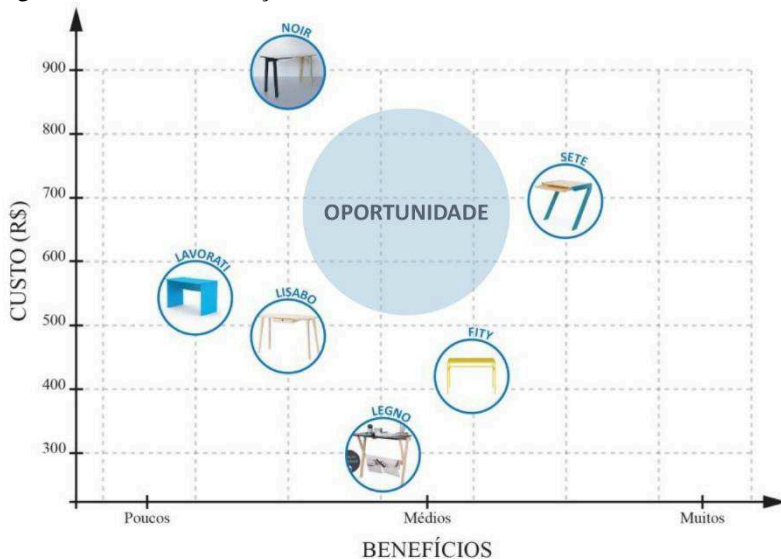 NOIR
900
800
SETE
700
OPORTUNIDADE
600
LAVORATI
LISABO
500
FITY
400
LEGNO
300
CUSTO (R$)
Poucos
Médios
Muitos
BENEFÍCIOS